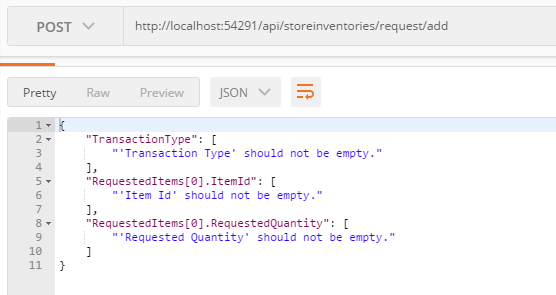 POST http://localhost:54291/api/storeinventories/request/add
Pretty Raw Preview JSON
1 {
2 "TransactionType": [
3 "'Transaction Type' should not be empty."
4 ],
5 "RequestedItems[0].ItemId": [
6 "'Item Id' should not be empty."
7 ],
8 "RequestedItems[0].RequestedQuantity": [
9 "'Requested Quantity' should not be empty."
10 ]
11 }